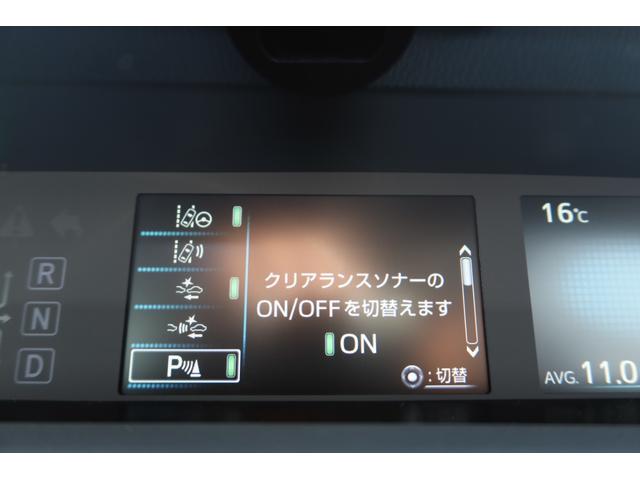 R
N
D
P
クリアランスソナーの
ON/OFFを切替えます
ON
:切替
16℃
AVG. 11.0